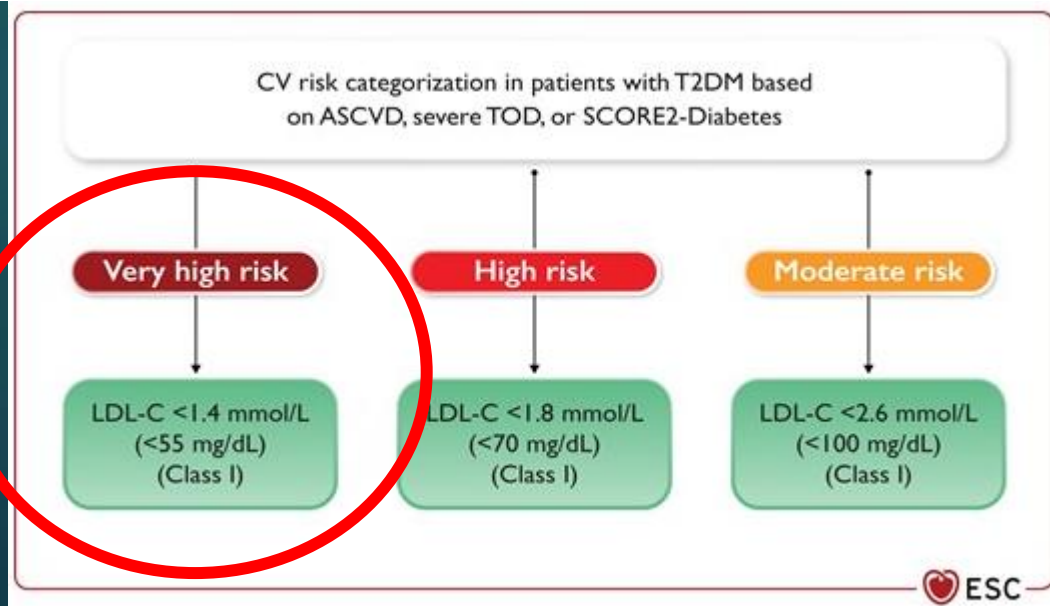 CV risk categorization in patients with T2DM based
on ASCVD, severe TOD, or SCORE2-Diabetes
Very high risk
High risk
Moderate risk
LDL-C <1.4 mmol/L
(<55 mg/dL)
(Class I)
LDL-C <1.8 mmol/L
(<70 mg/dL)
(Class I)
LDL-C <2.6 mmol/L
(<100 mg/dL)
(Class I)
ESC